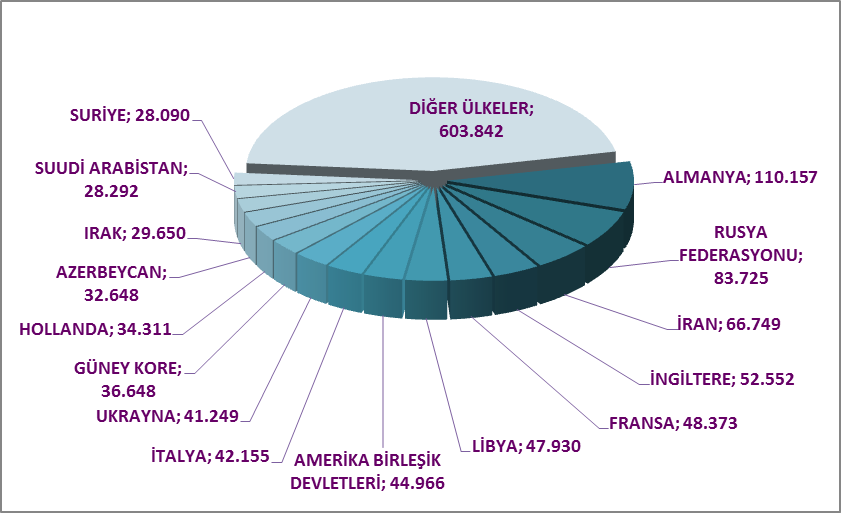 DİĞER ÜLKELER;
603.842
ALMANYA; 110.157
RUSYA
FEDERASYONU;
83.725
İRAN; 66.749
İNGİLTERE; 52.552
FRANSA; 48.373
LİBYA; 47.930
AMERİKA BİRLEŞİK
DEVLETLERİ; 44.966
İTALYA; 42.155
UKRAYNA; 41.249
GÜNEY KORE;
36.648
HOLLANDA; 34.311
AZERBEYCAN;
32.648
IRAK; 29.650
SUUDİ ARABİSTAN;
28.292
SURİYE; 28.090